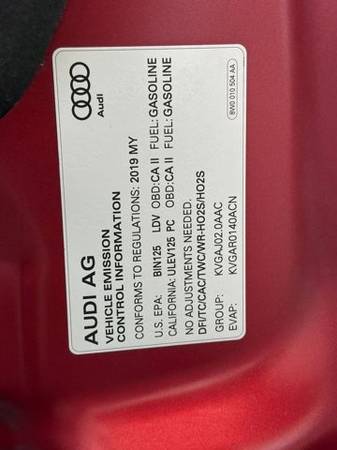 Audi
8W0 010 504 AA
AUDI AG
VEHICLE EMISSION
CONTROL INFORMATION
CONFORMS TO REGULATIONS: 2019 MY
U.S. EPA: BIN125 LDV OBD:CA II FUEL:GASOLINE
CALIFORNIA: ULEV125 PC OBD:CA II FUEL:GASOLINE
NO ADJUSTMENTS NEEDED.
DFI/TC/CAC/TWC/WR-HO2S/HO2S
GROUP: KVGAJ02.0AAC
EVAP: KVGAR0140ACN